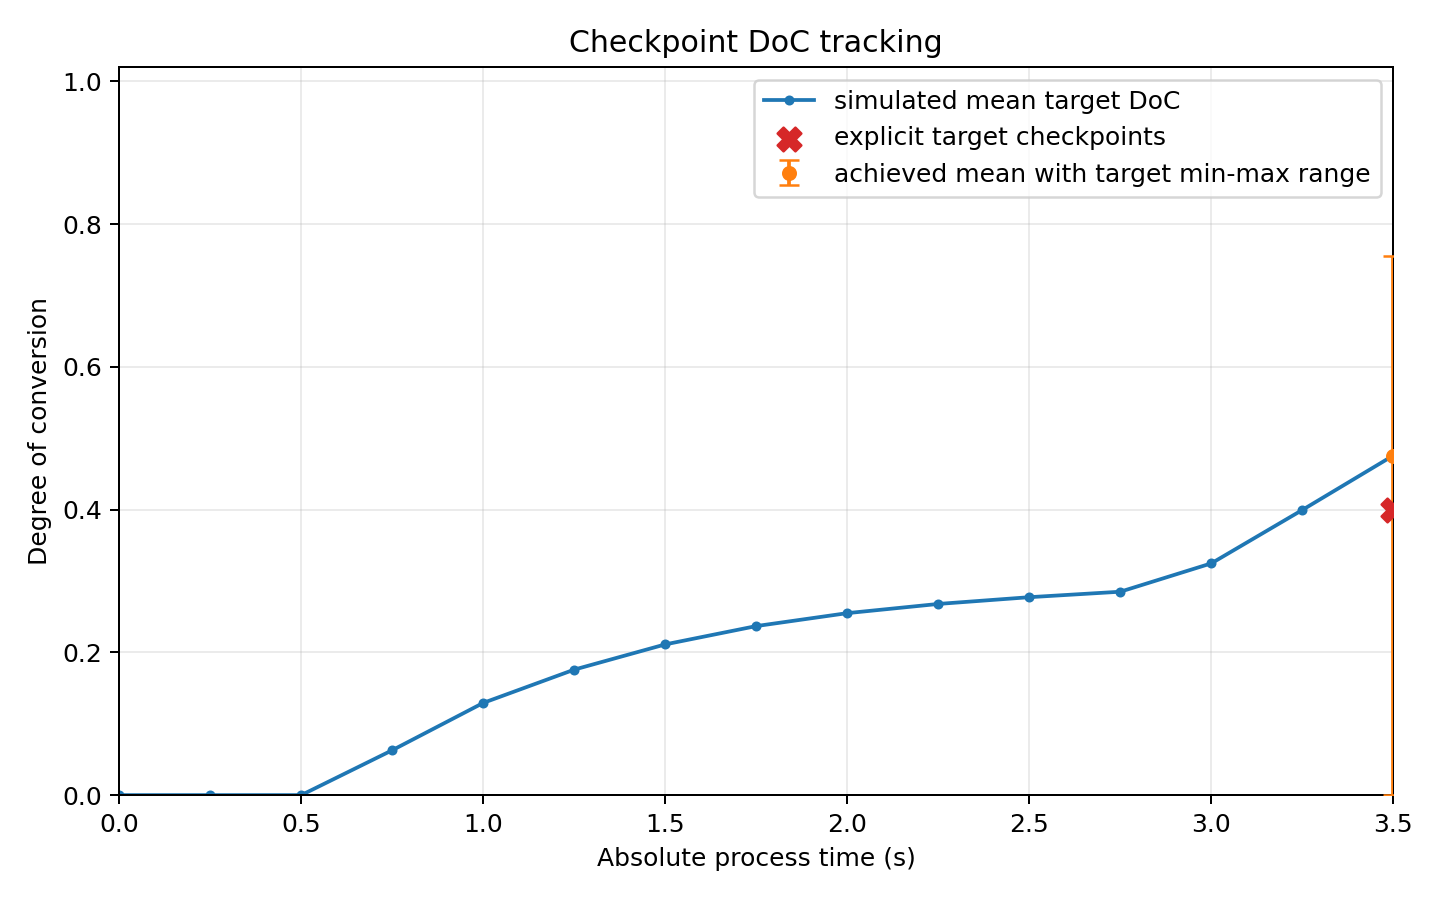 Checkpoint DoC tracking
simulated mean target DoC
explicit target checkpoints
achieved mean with target min-max range
Degree of conversion
1.0
0.8
0.6
0.4
0.2
0.0
0.0 0.5 1.0 1.5 2.0 2.5 3.0 3.5
Absolute process time (s)